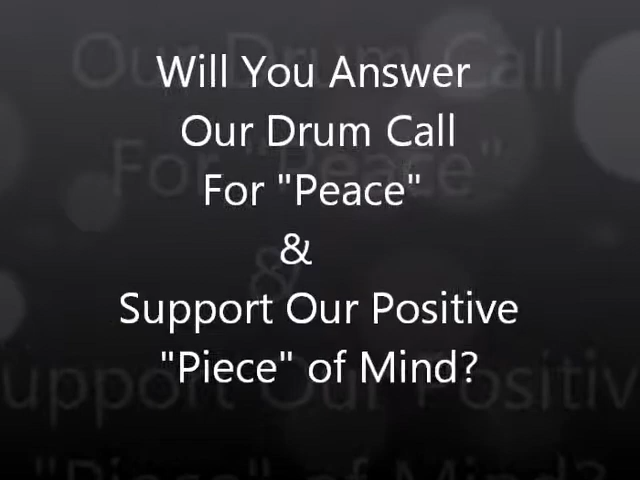 Will You Answer
Our Drum Call
For "Peace"
&
Support Our Positive
"Piece" of Mind?